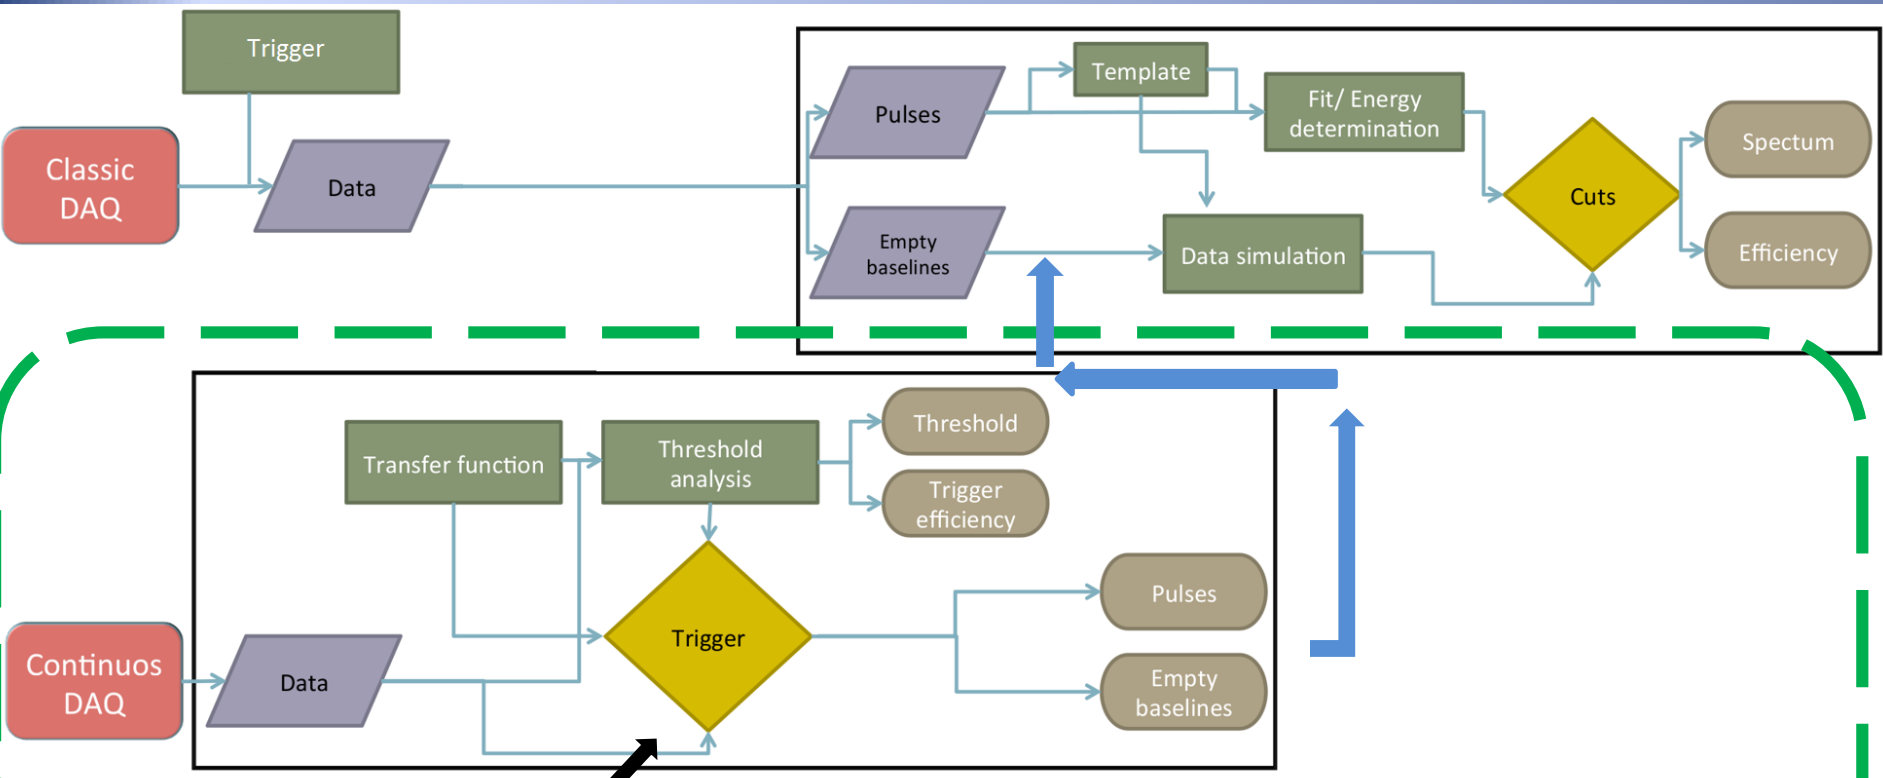 Trigger
Classic
DAQ
Data
Pulses
Template
Fit/ Energy
determination
Empty
baselines
Data simulation
Cuts
Spectum
Efficiency
Transfer function
Threshold
analysis
Threshold
Trigger
efficiency
Continuos
DAQ
Data
Trigger
Pulses
Empty
baselines